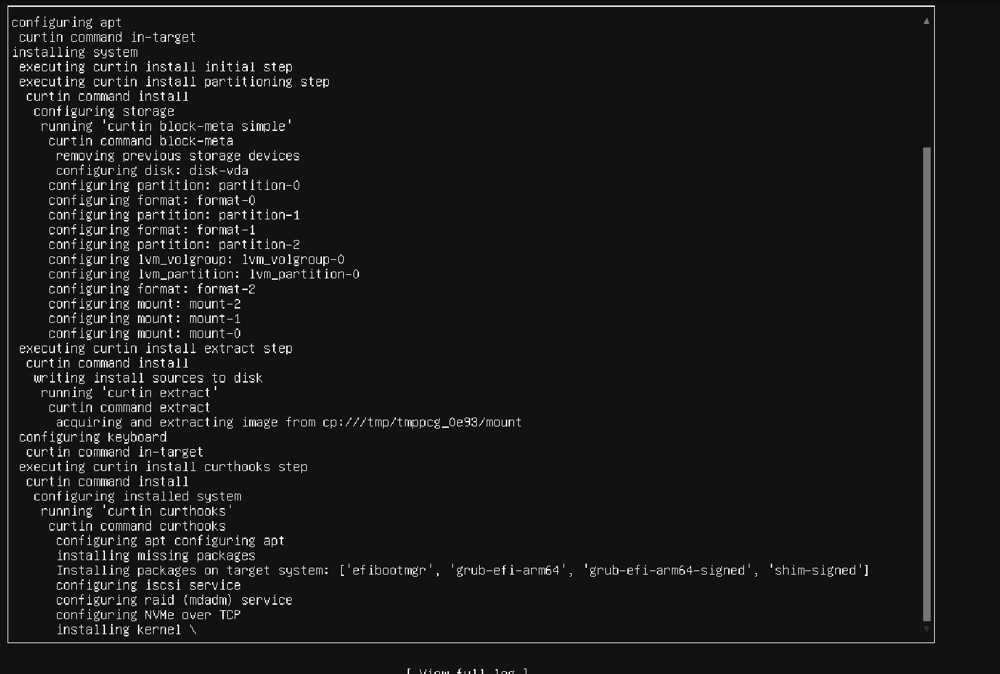 configuring apt
curtin command in-target
installing system
executing curtin install initial step
executing curtin install partitioning step
curtin command install
configuring storage
running 'curtin block-meta simple'
curtin command block-meta
removing previous storage devices
configuring disk: disk-vda
configuring partition: partition-0
configuring format: format-0
configuring partition: partition-1
configuring format: format-1
configuring partition: partition-2
configuring lvm_volgroup: lvm_volgroup-0
configuring lvm_partition: lvm_partition-0
configuring format: format-2
configuring mount: mount-2
configuring mount: mount-1
configuring mount: mount-0
executing curtin install extract step
curtin command install
writing install sources to disk
running 'curtin extract'
curtin command extract
acquiring and extracting image from cp:///tmp/tmppcg_0e93/mount
configuring keyboard
curtin command in-target
executing curtin install curthooks step
curtin command install
configuring installed system
running 'curtin curthooks'
curtin command curthooks
configuring apt configuring apt
installing missing packages
Installing packages on target system: ['efibootmgr', 'grub-efi-arm64', 'grub-efi-arm64-signed', 'shim-signed']
configuring iscsi service
configuring raid (mdadm) service
configuring NVMe over TCP
installing kernel \
[ View full log ]